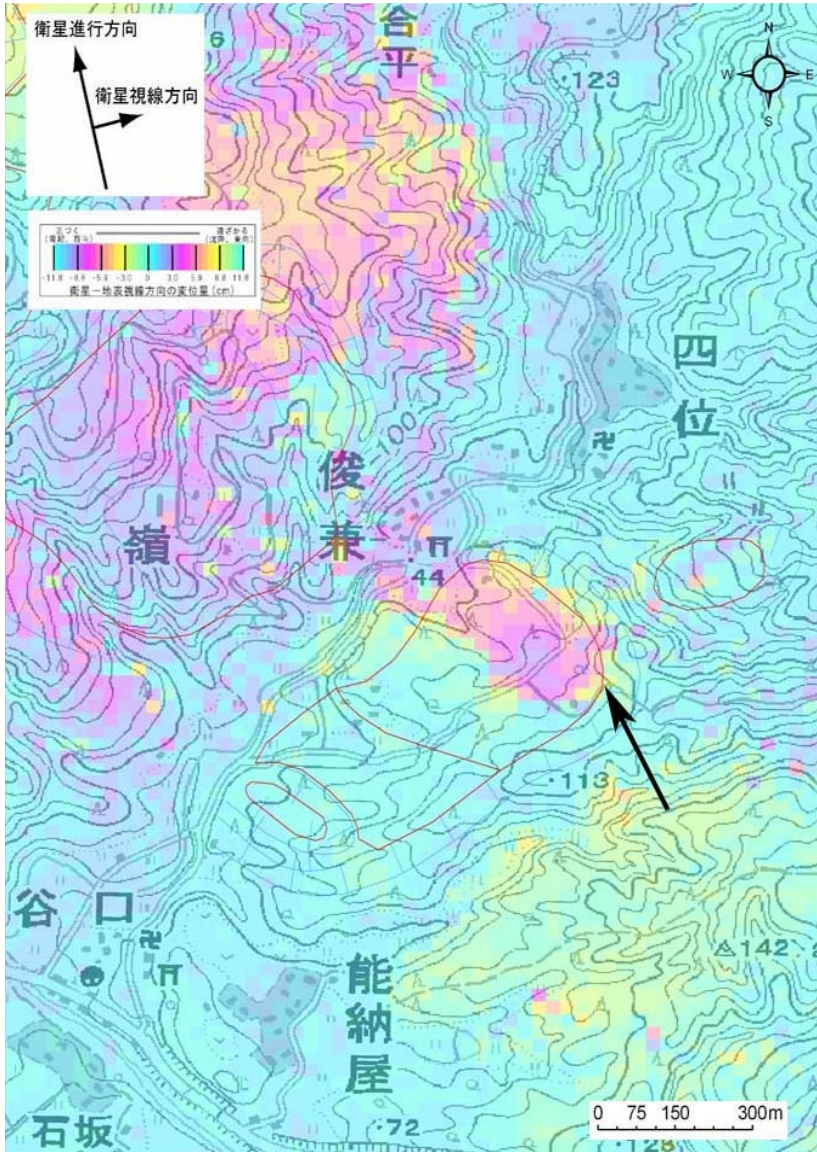 衛星進行方向
衛星視線方向
6
合平
123
N
W
E
S
近づく
遠ざかる
(隆起、西向)
(沈降、東向)
-11.8 -8.8 -5.9 -3.0 0 3.0 5.9 8.8 11.8
衛星－地表視線方向の変位量(cm)
四位
100
俊兼
嶺
44
113
谷口
142
能納屋
72
石坂
128
0 75 150 300m